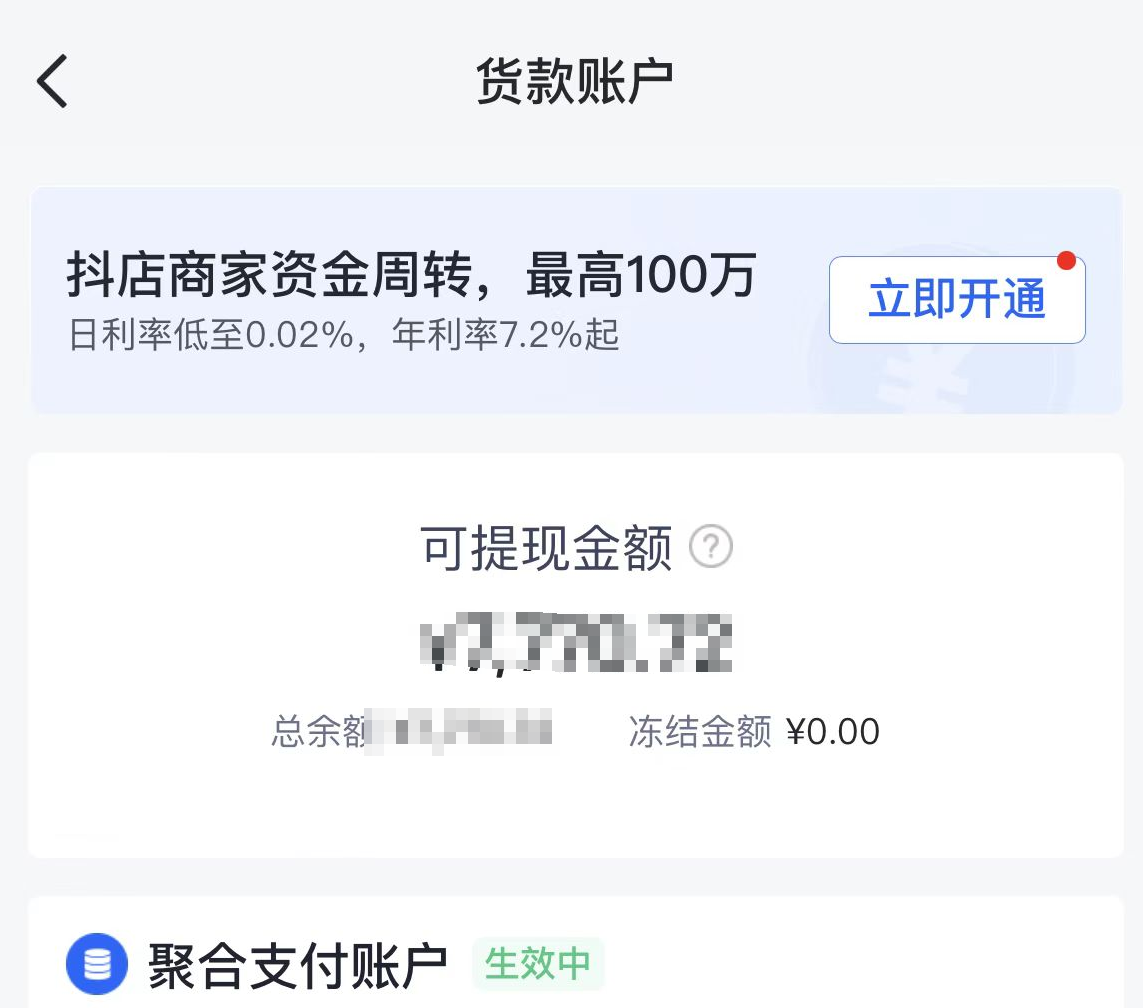 货款账户
抖店商家资金周转，最高100万
日利率低至0.02%，年利率7.2%起
立即开通
可提现金额 ?
总余额
冻结金额 ¥0.00
聚合支付账户 生效中